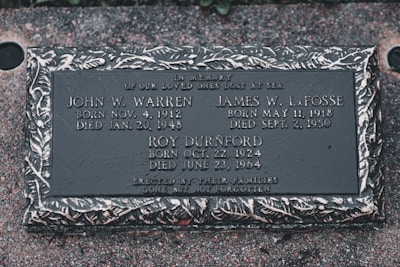 IN MEMORY
OF OUR LOVED ONES LOST AT SEA
JOHN W. WARREN JAMES W. LAFOSSE
BORN NOV. 4, 1912 BORN MAY 11, 1918
DIED JAN. 20, 1948 DIED SEPT. 2, 1950
ROY DURNFORD
BORN OCT. 22, 1924
DIED JUNE 23, 1964
ERECTED BY THEIR FAMILIES
GONE BUT NOT FORGOTTEN